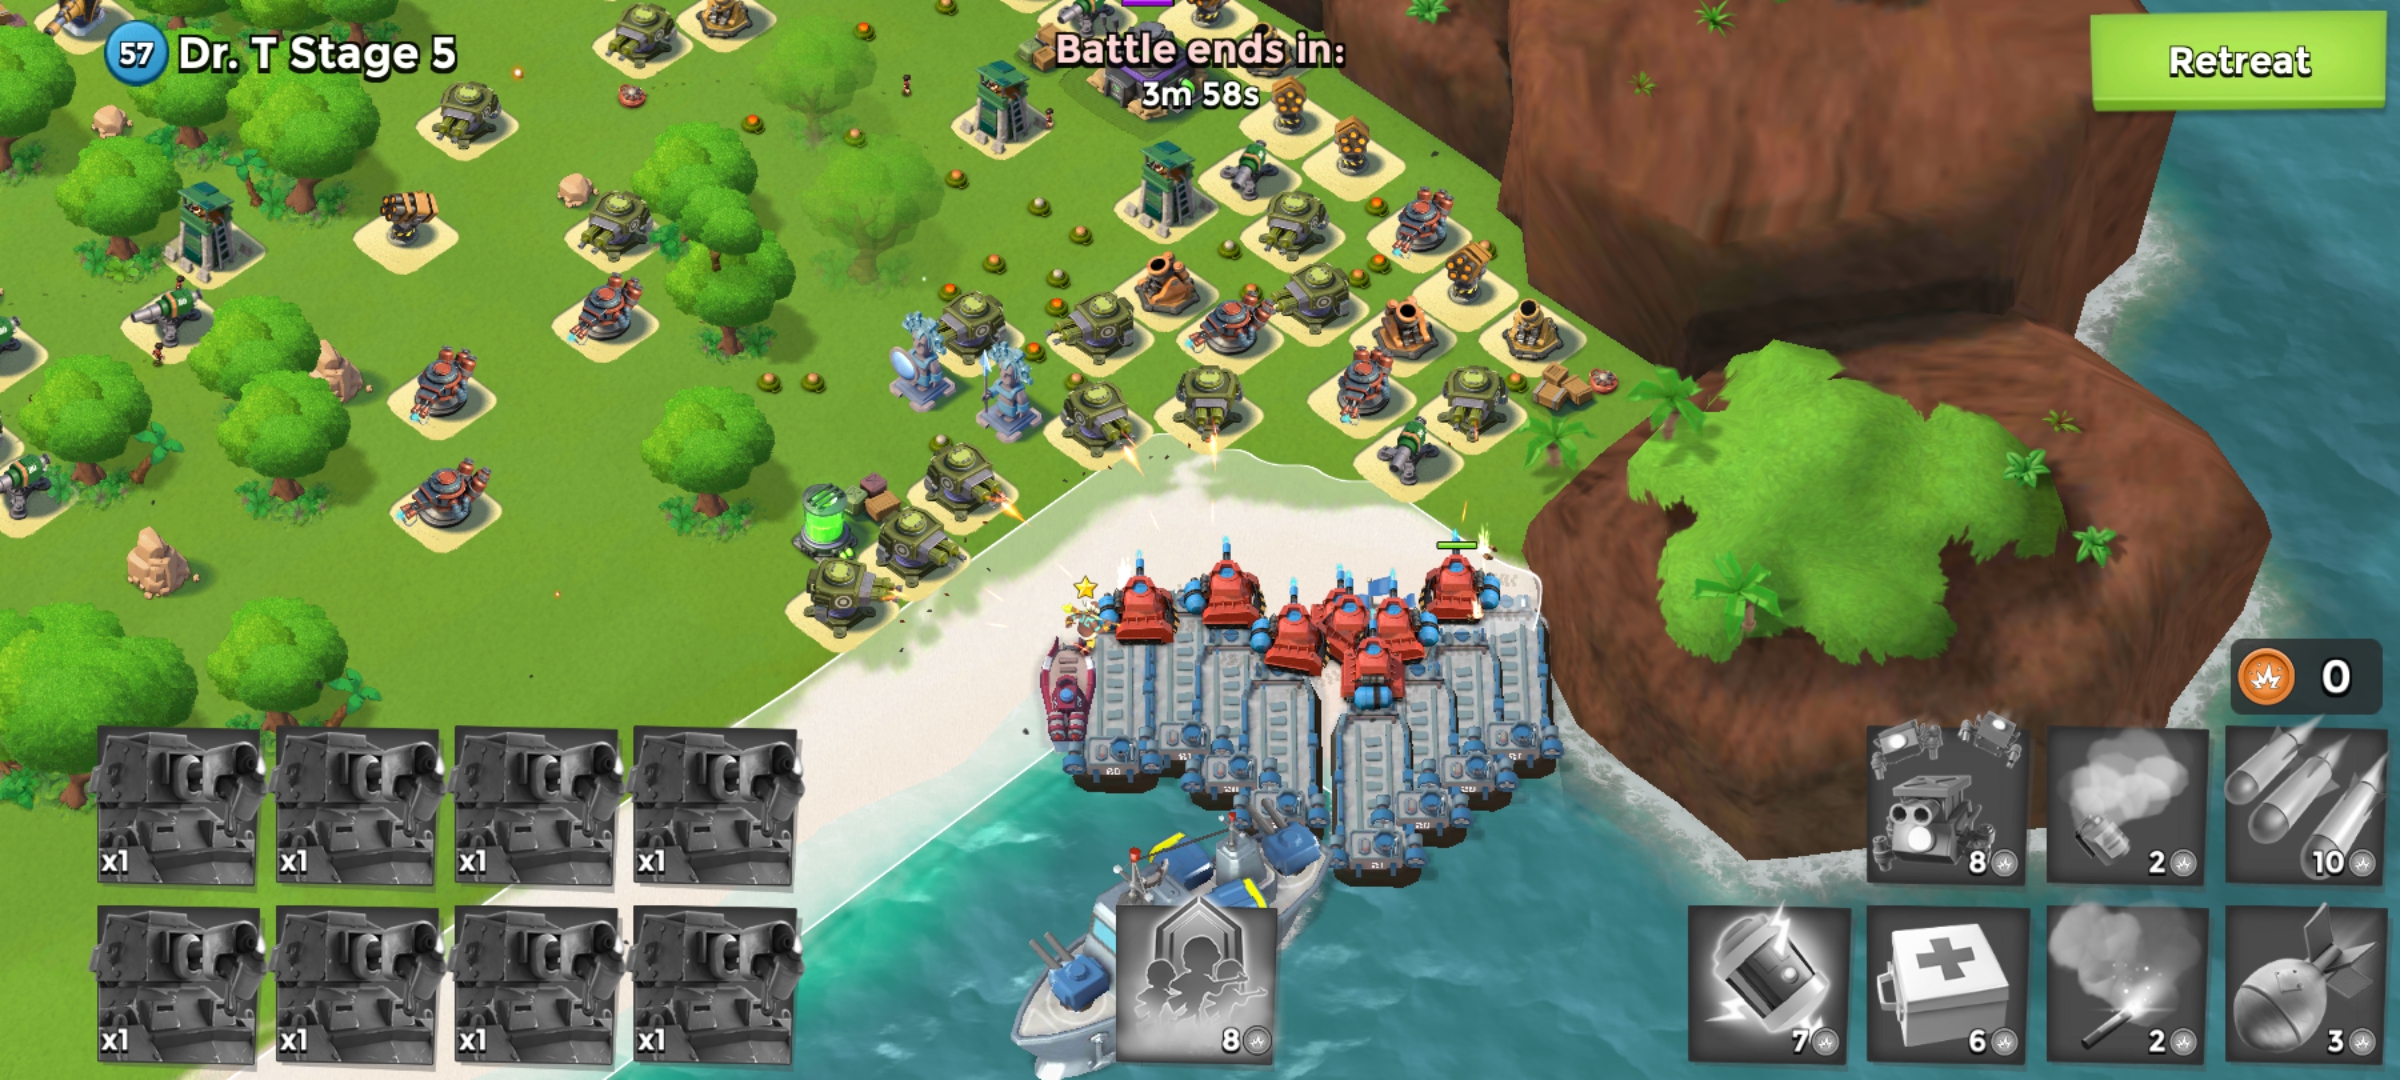 57 Dr. T Stage 5
Battle ends in:
3m 58s
Retreat
0
x1 x1 x1 x1
8 2 10
x1 x1 x1 x1
8 7 6 2 3